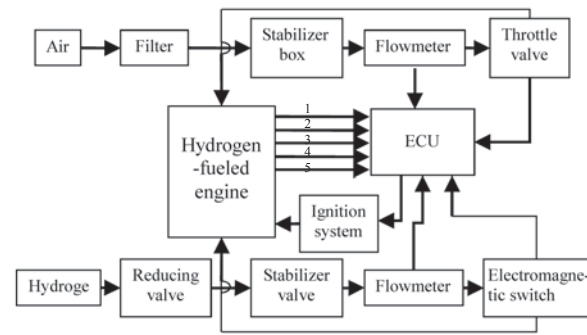 Air
Filter
Stabilizer
box
Flowmeter
Throttle
valve
Hydrogen
-fueled
engine
1
2
3
4
5
ECU
Ignition
system
Hydroge
Reducing
valve
Stabilizer
valve
Flowmeter
Electromagne-
tic switch